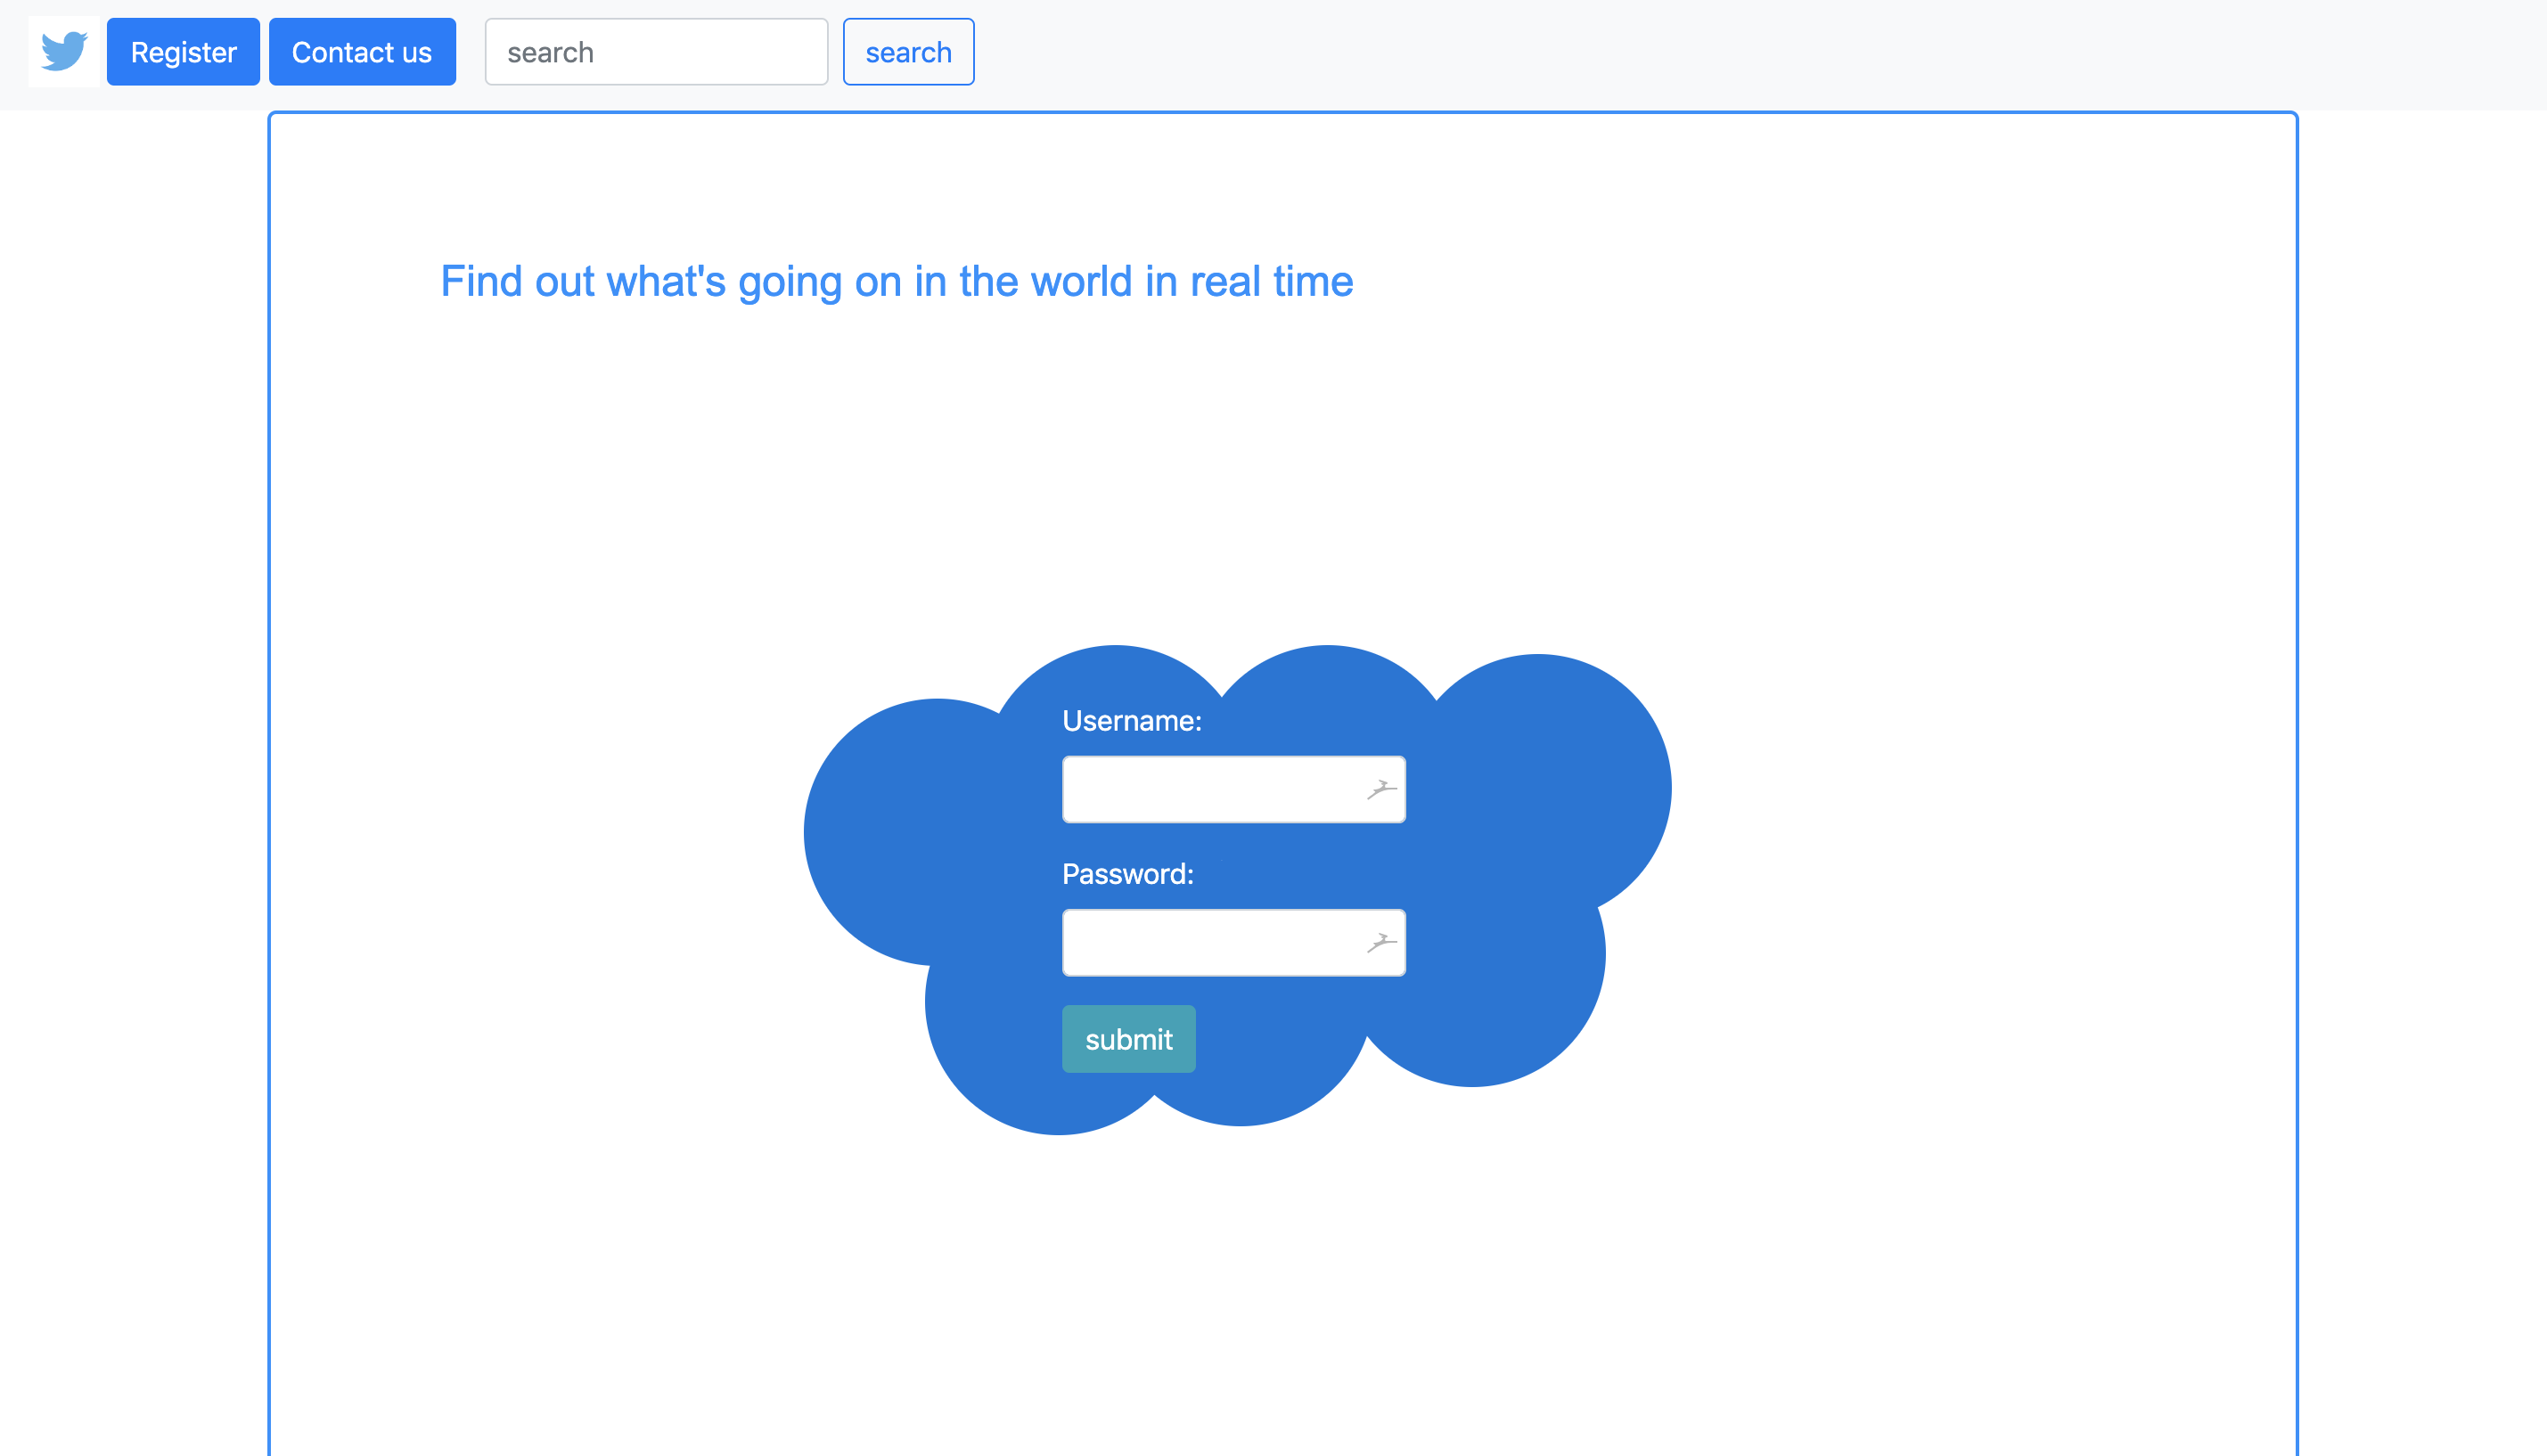 Register Contact us search search
Find out what's going on in the world in real time
Username:
Password:
submit